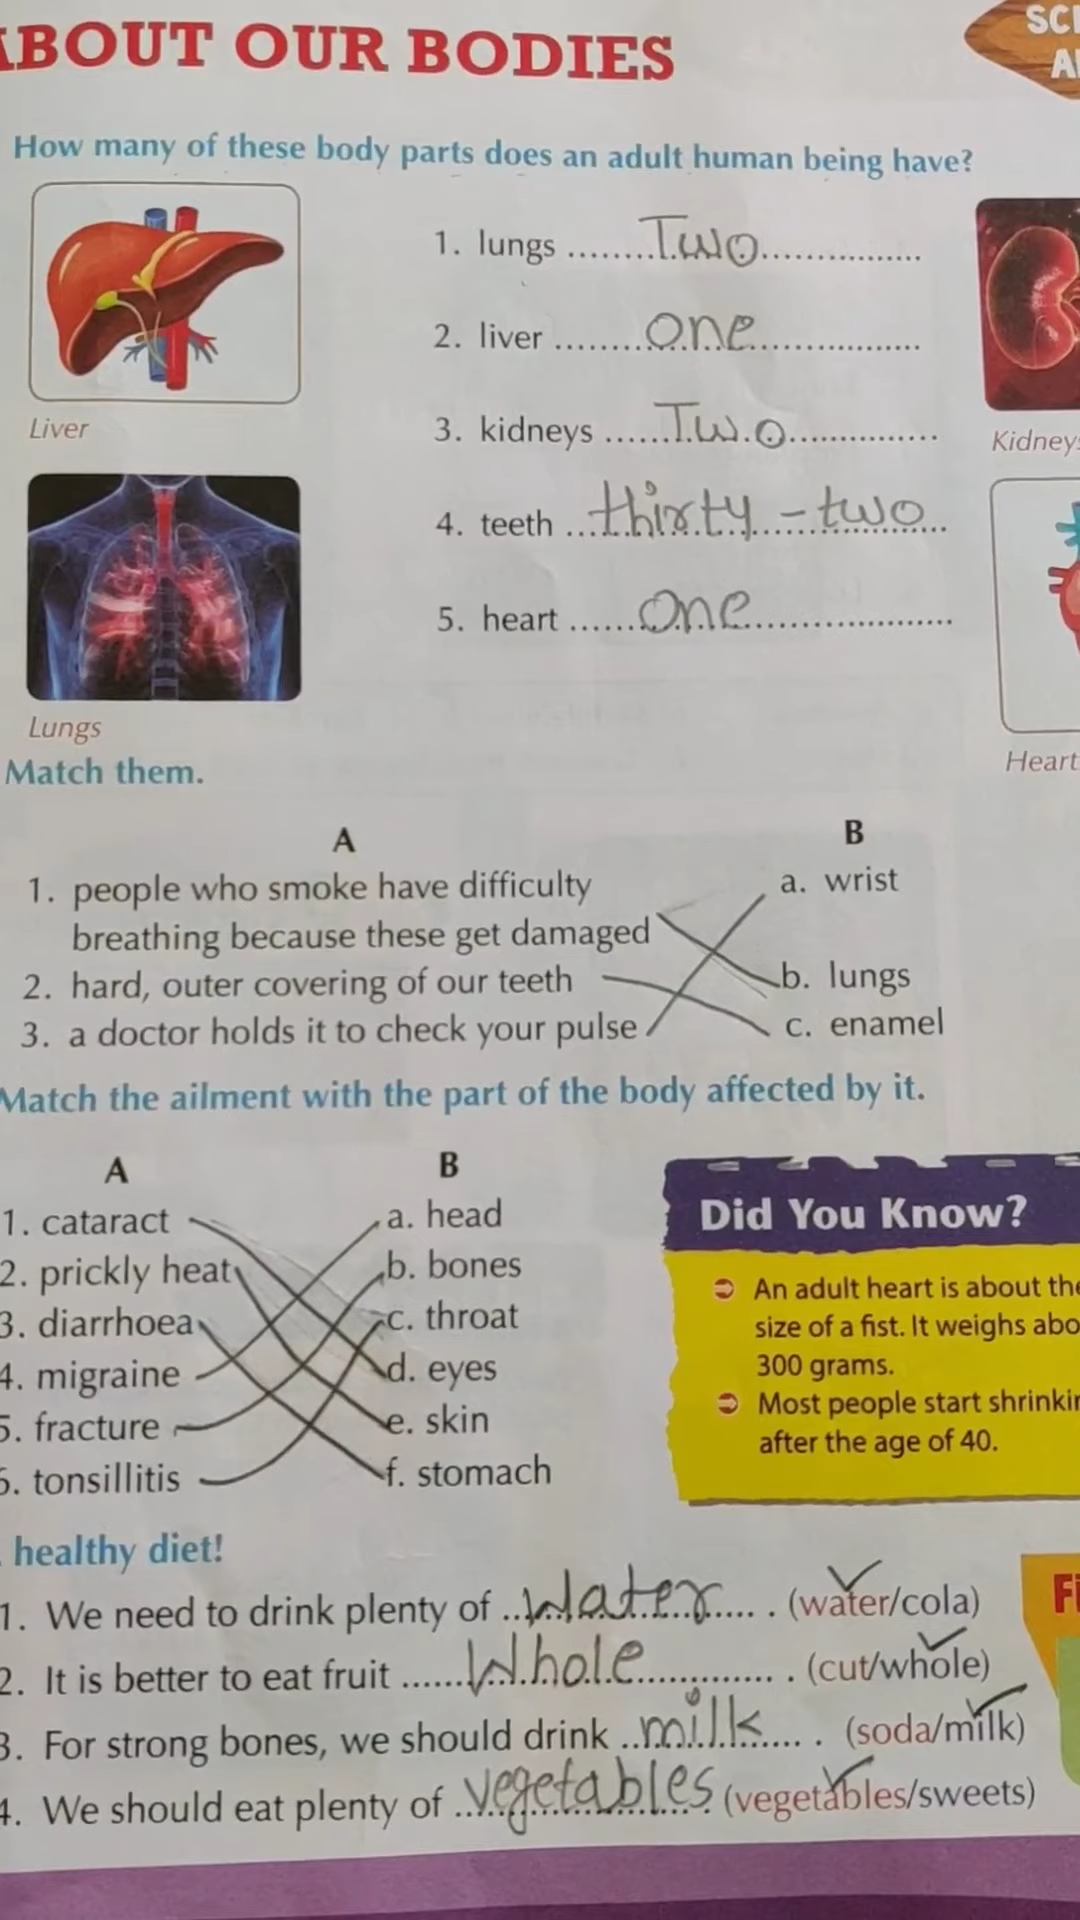 ABOUT OUR BODIES
How many of these body parts does an adult human being have?
Liver
Lungs
1. lungs ........Two................
2. liver ........one................
3. kidneys ......Two...............
4. teeth ...thirty-two...
5. heart ......One....................
Kidneys
Heart
Match them.
A
B
1. people who smoke have difficulty
breathing because these get damaged
2. hard, outer covering of our teeth
3. a doctor holds it to check your pulse
a. wrist
b. lungs
c. enamel
Match the ailment with the part of the body affected by it.
A
B
1. cataract
2. prickly heat
3. diarrhoea
4. migraine
5. fracture
6. tonsillitis
a. head
b. bones
c. throat
d. eyes
e. skin
f. stomach
Did You Know?
An adult heart is about the
size of a fist. It weighs abo
300 grams.
Most people start shrinkin
after the age of 40.
healthy diet!
1. We need to drink plenty of ..Water..... . (water/cola)
2. It is better to eat fruit ......Whole............ . (cut/whole)
3. For strong bones, we should drink ..milk..... . (soda/milk)
4. We should eat plenty of ..vegetables. (vegetables/sweets)